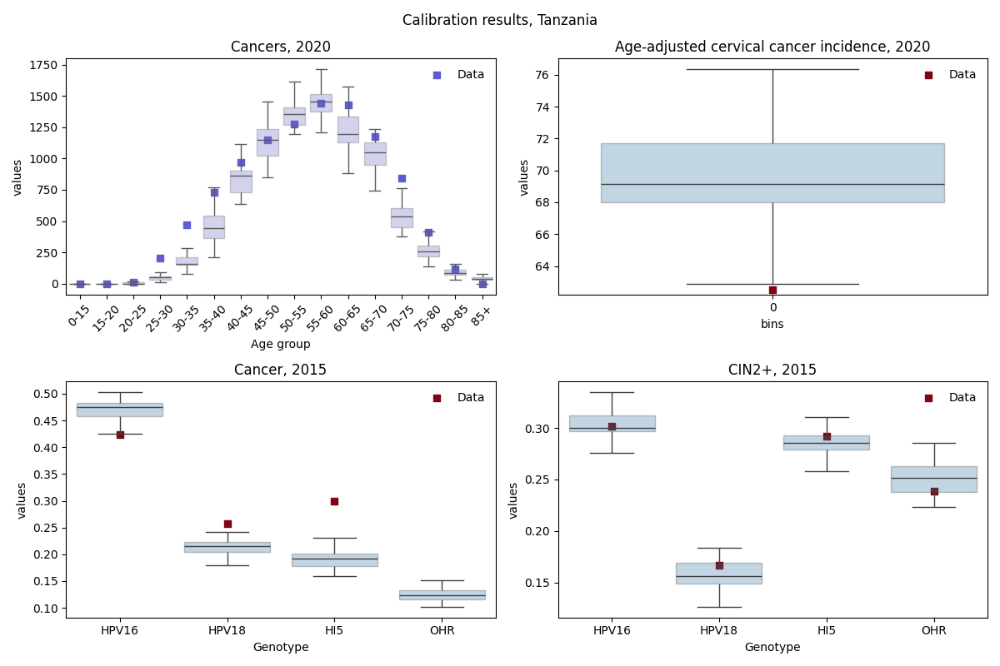 Calibration results, Tanzania
Cancers, 2020
values
1750
1500
1250
1000
750
500
250
0
Data
0-15
15-20
20-25
25-30
30-35
35-40
40-45
45-50
50-55
55-60
60-65
65-70
70-75
75-80
80-85
85+
Age group
Age-adjusted cervical cancer incidence, 2020
values
76
74
72
70
68
66
64
Data
0
bins
Cancer, 2015
values
0.50
0.45
0.40
0.35
0.30
0.25
0.20
0.15
0.10
Data
HPV16
HPV18
HI5
OHR
Genotype
CIN2+, 2015
values
0.30
0.25
0.20
0.15
Data
HPV16
HPV18
HI5
OHR
Genotype